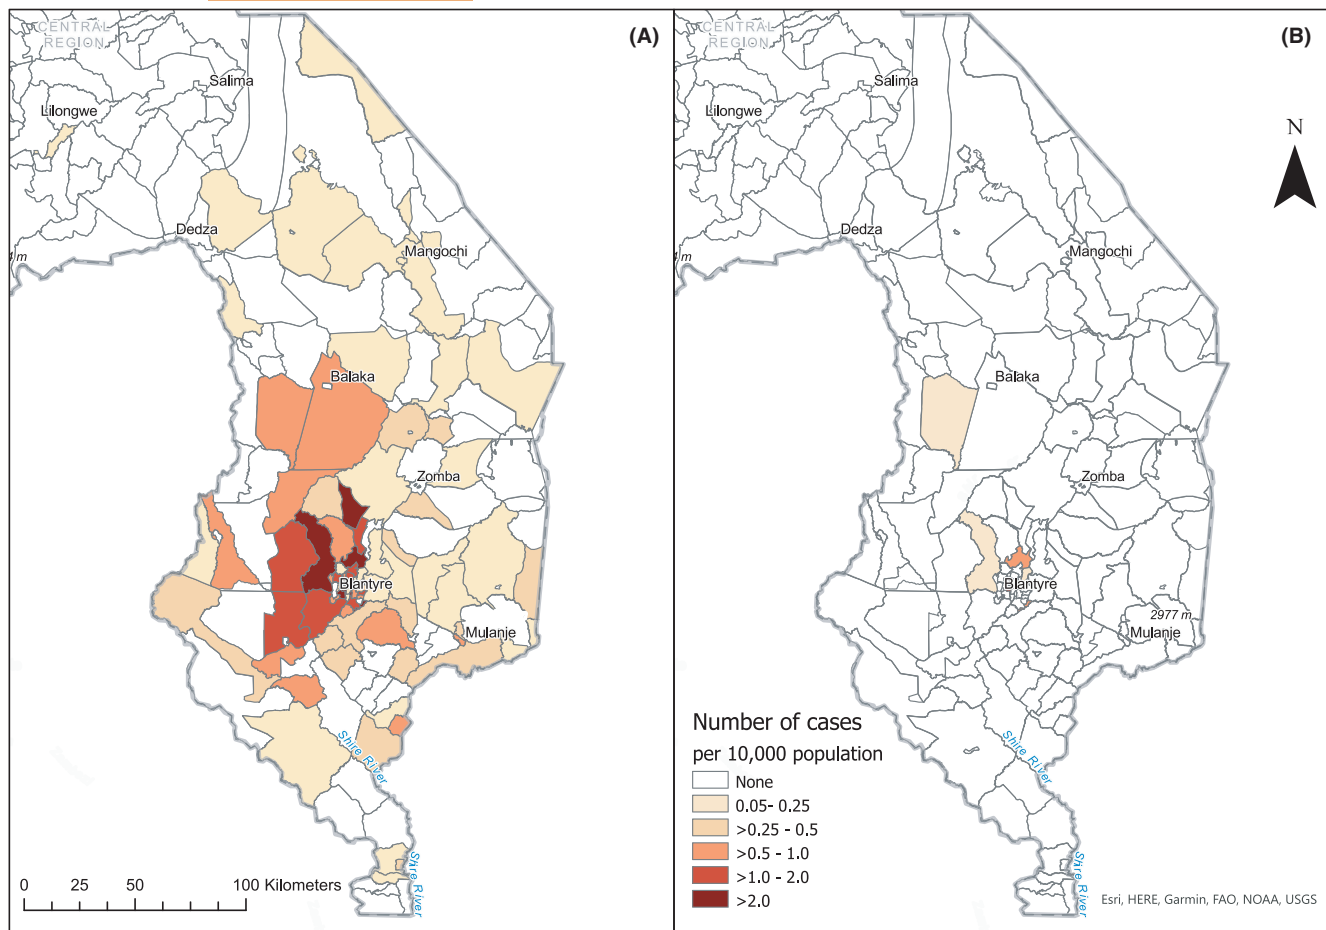 CENTRAL
REGION
(A)
Salima
Lilongwe
Dedza
Mangochi
4 m
Balaka
Zomba
Blantyre
Mulanje
Shire River
Shire River
0 25 50 100 Kilometers
CENTRAL
REGION
(B)
Salima
N
Lilongwe
Dedza
Mangochi
4 m
Balaka
Zomba
Blantyre
2977 m
Mulanje
Shire River
Shire River
Number of cases
per 10,000 population
None
0.05- 0.25
>0.25 - 0.5
>0.5 - 1.0
>1.0 - 2.0
>2.0
Esri, HERE, Garmin, FAO, NOAA, USGS